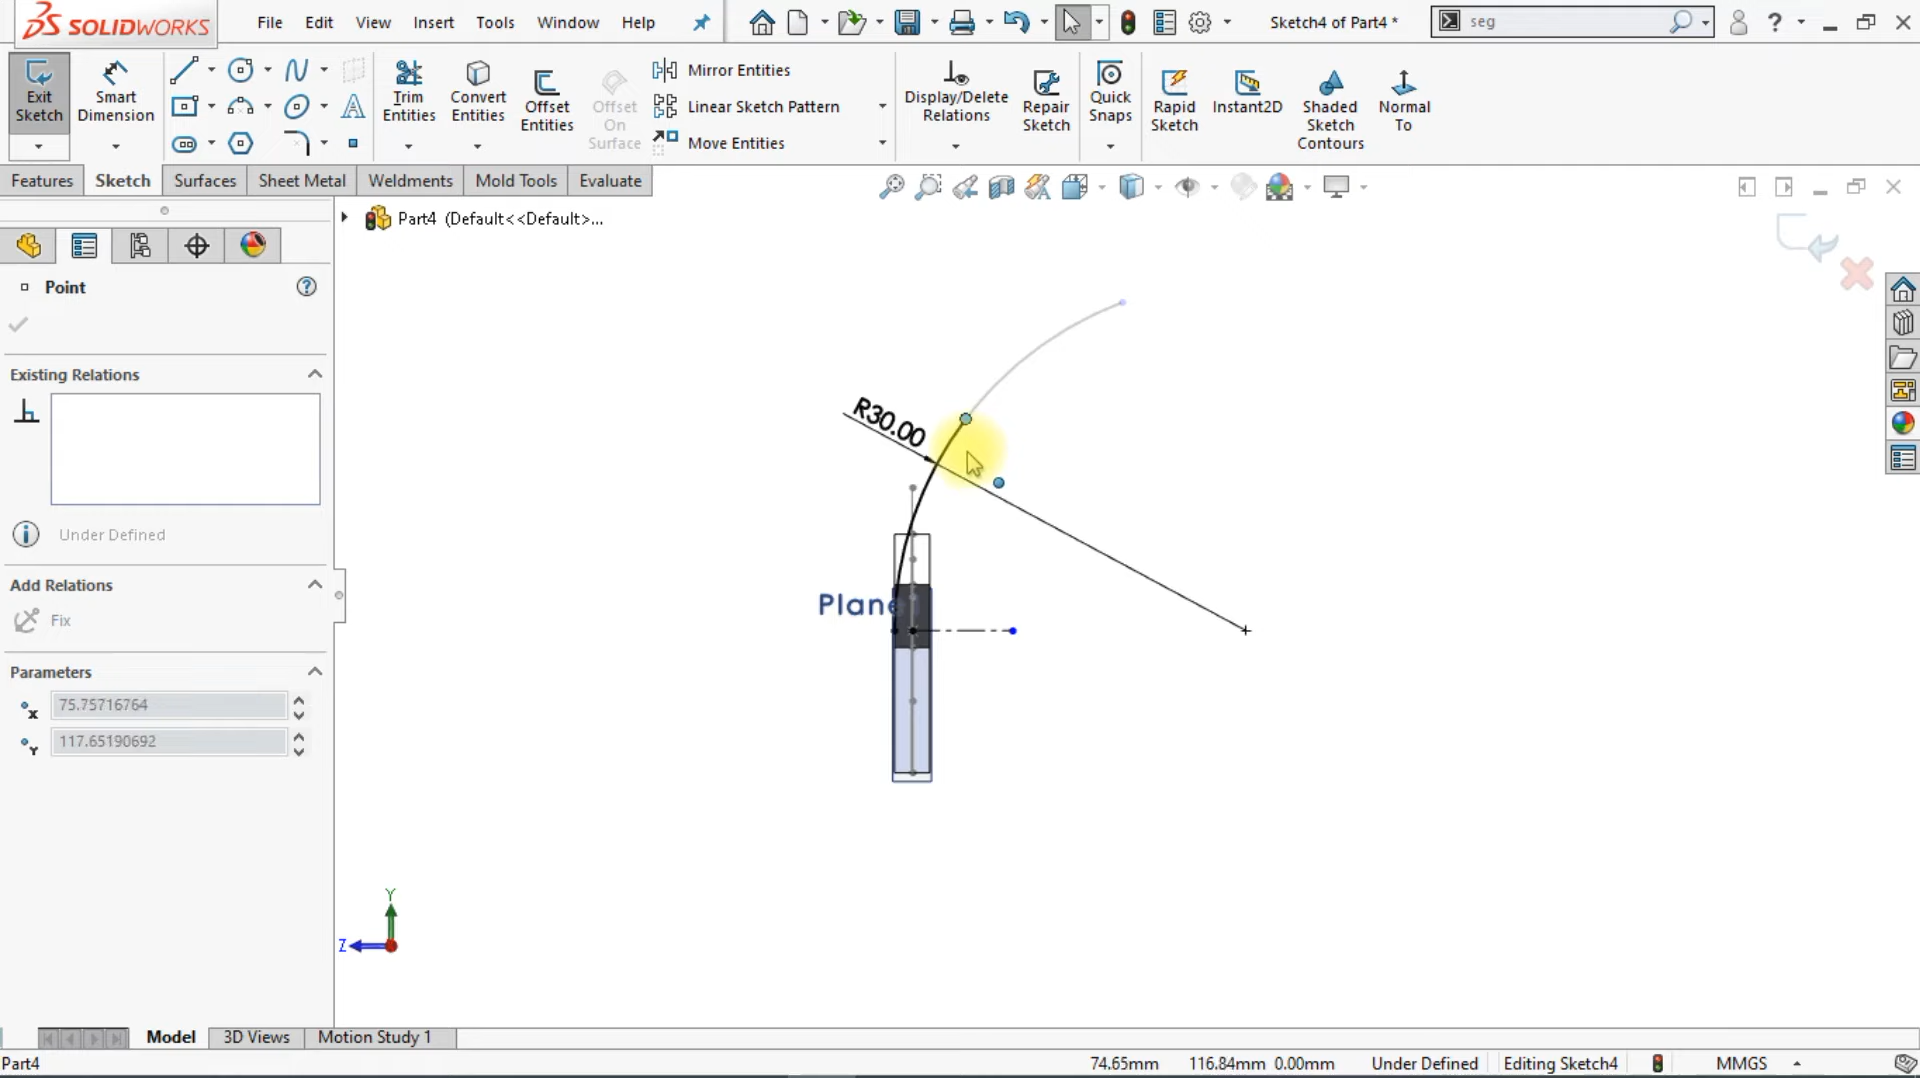 SOLIDWORKS
File
Edit
View
Insert
Tools
Window
Help
Sketch4 of Part4 *
seg
Exit Sketch
Smart Dimension
Trim Entities
Convert Entities
Offset Entities
Offset On Surface
Mirror Entities
Linear Sketch Pattern
Move Entities
Display/Delete Relations
Repair Sketch
Quick Snaps
Rapid Sketch
Instant2D
Shaded Sketch Contours
Normal To
Features
Sketch
Surfaces
Sheet Metal
Weldments
Mold Tools
Evaluate
Part4 (Default<<Default>...
Point
Existing Relations
Under Defined
Add Relations
Fix
Parameters
X 75.75716764
Y 117.65190692
R30.00
Plane
Y
Z
Model
3D Views
Motion Study 1
Part4
74.65mm
116.84mm 0.00mm
Under Defined
Editing Sketch4
MMGS